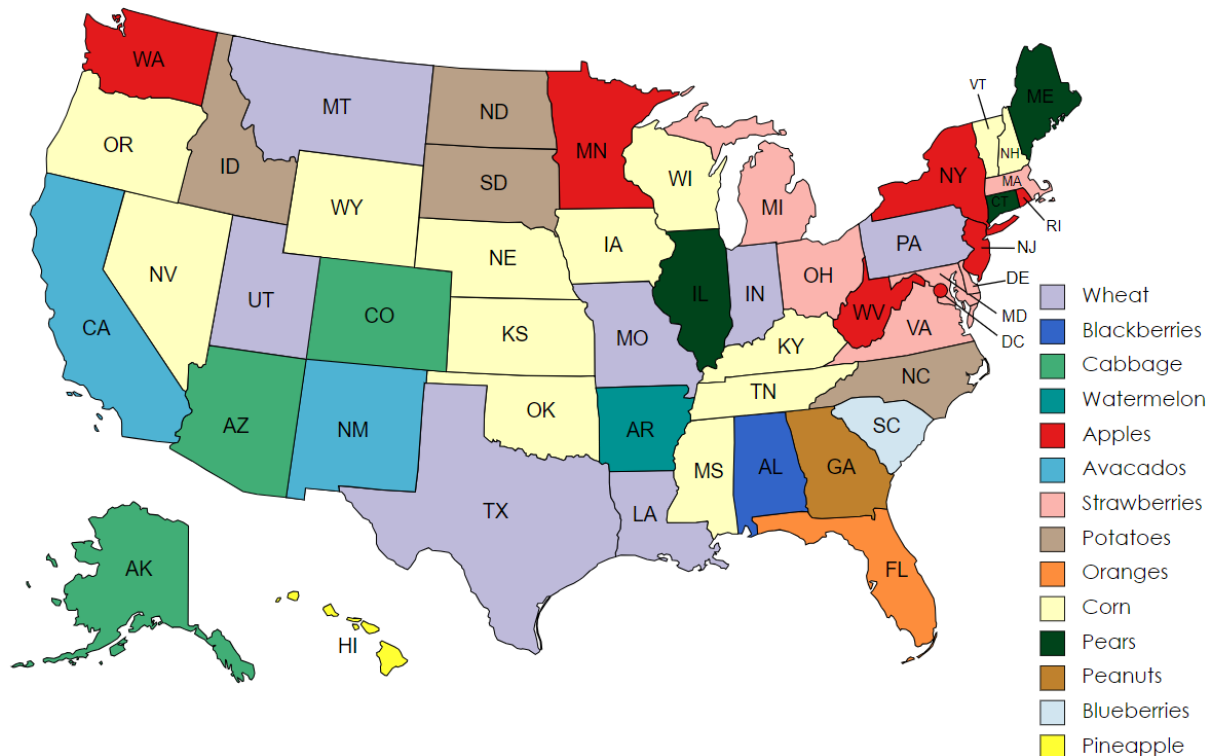 WA
MT
ND
MN
VT
ME
OR
ID
SD
WI
MI
NY
NH
MA
CT
RI
WY
IA
NE
PA
NJ
NV
UT
CO
IL
IN
OH
DE
MD
DC
CA
KS
MO
WV
VA
KY
NC
AZ
NM
OK
AR
TN
SC
MS
AL
GA
TX
LA
FL
AK
HI
Wheat
Blackberries
Cabbage
Watermelon
Apples
Avacados
Strawberries
Potatoes
Oranges
Corn
Pears
Peanuts
Blueberries
Pineapple